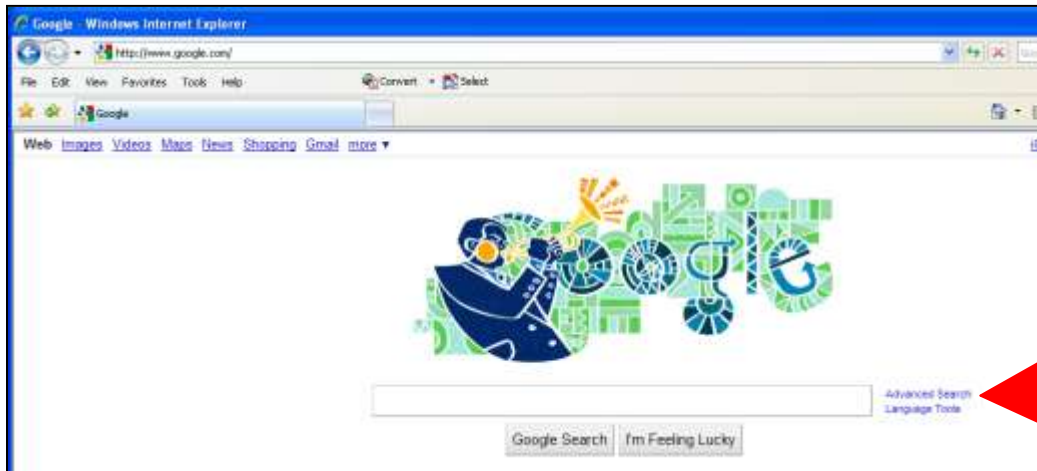 Google - Windows Internet Explorer
http://www.google.com/
File Edit View Favorites Tools Help Convert Select
Google
Web Images Videos Maps News Shopping Gmail more ▼
Google
Advanced Search
Language Tools
Google Search I'm Feeling Lucky